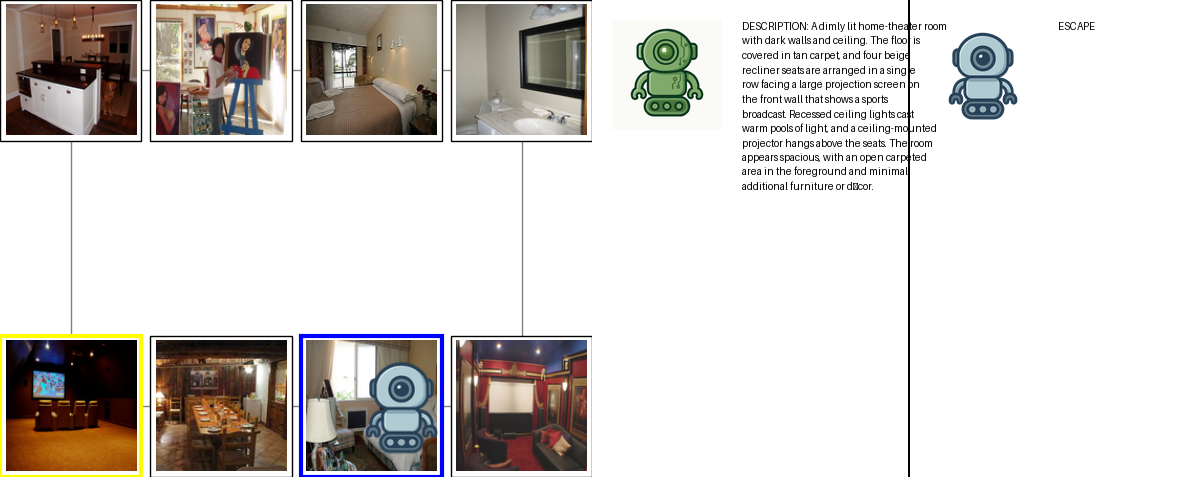 DESCRIPTION: A dimly lit home-theater room
with dark walls and ceiling. The floor is
covered in tan carpet, and four beige
recliner seats are arranged in a single
row facing a large projection screen on
the front wall that shows a sports
broadcast. Recessed ceiling lights cast
warm pools of light, and a ceiling-mounted
projector hangs above the seats. The room
appears spacious, with an open carpeted
area in the foreground and minimal
additional furniture or d□cor.
ESCAPE